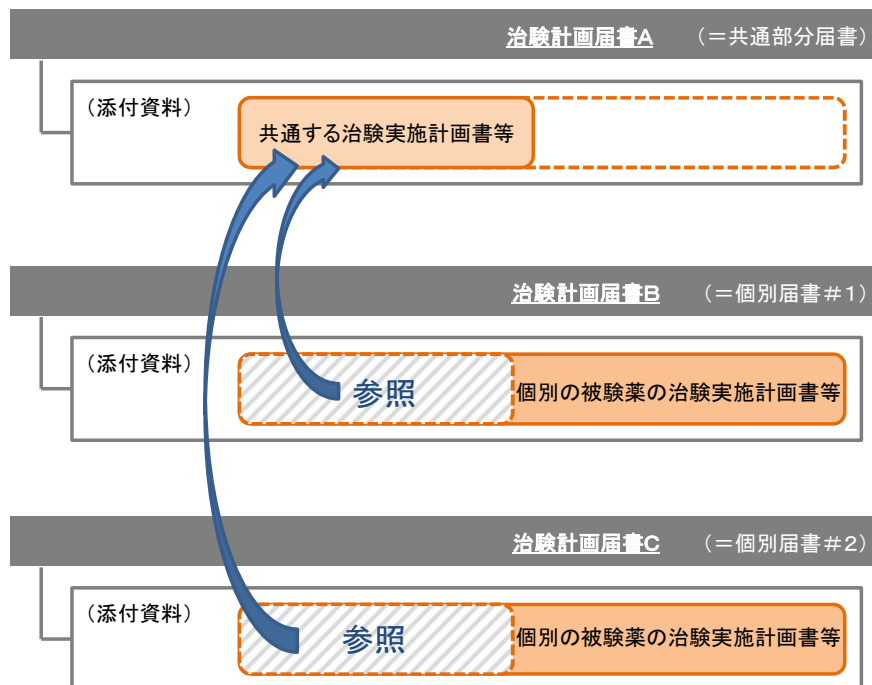 治験計画届書A （＝共通部分届書）
（添付資料）
共通する治験実施計画書等
治験計画届書B （＝個別届書＃1）
（添付資料）
参照
個別の被験薬の治験実施計画書等
治験計画届書C （＝個別届書＃2）
（添付資料）
参照
個別の被験薬の治験実施計画書等